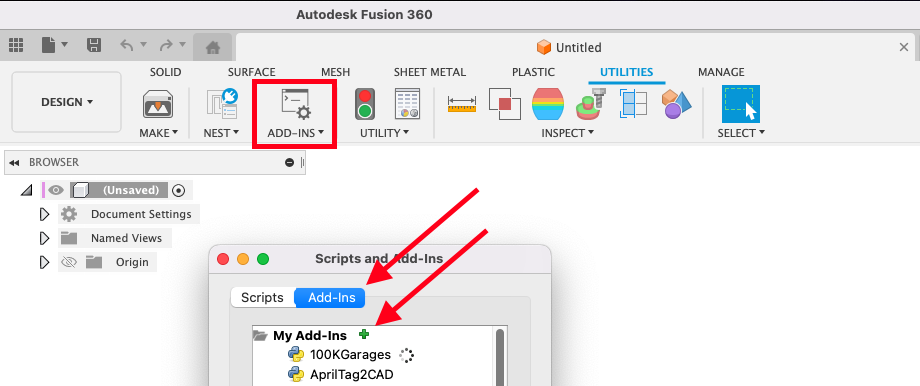 Autodesk Fusion 360
Untitled
SOLID SURFACE MESH SHEET METAL PLASTIC UTILITIES MANAGE
DESIGN
MAKE NEST ADD-INS UTILITY INSPECT SELECT
BROWSER
(Unsaved)
Document Settings
Named Views
Origin
Scripts and Add-Ins
Scripts Add-Ins
My Add-Ins
100KGarages
AprilTag2CAD